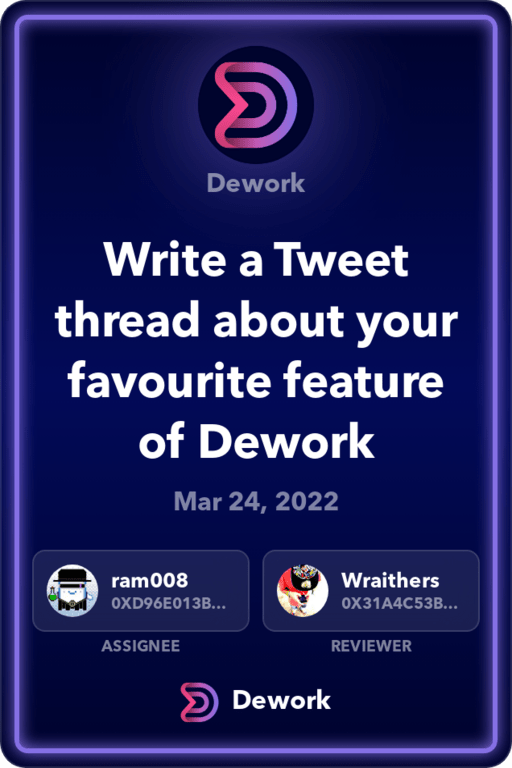 Dework
Write a Tweet
thread about your
favourite feature
of Dework
Mar 24, 2022
ram008
0XD96E013B...
ASSIGNEE
Wraithers
0X31A4C53B...
REVIEWER
Dework